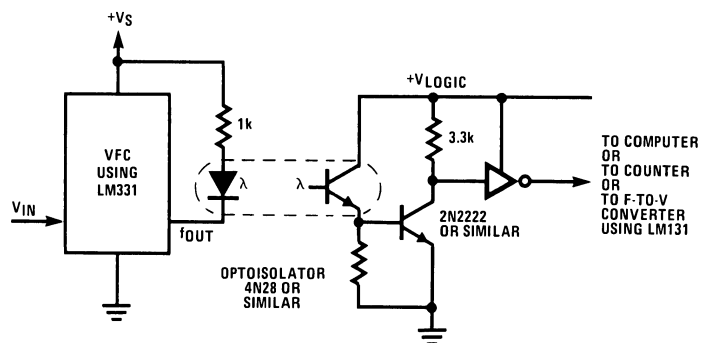 +VS
+VLOGIC
1k
3.3k
VFC
USING
LM331
λ
λ
TO COMPUTER
OR
TO COUNTER
OR
TO F-TO-V
CONVERTER
USING LM131
VIN
fOUT
2N2222
OR SIMILAR
OPTOISOLATOR
4N28 OR
SIMILAR